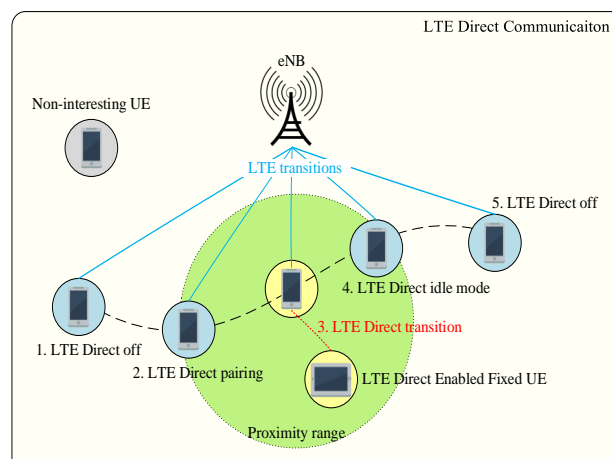 LTE Direct Communicaiton
eNB
Non-interesting UE
LTE transitions
5. LTE Direct off
4. LTE Direct idle mode
3. LTE Direct transition
1. LTE Direct off
2. LTE Direct pairing
LTE Direct Enabled Fixed UE
Proximity range